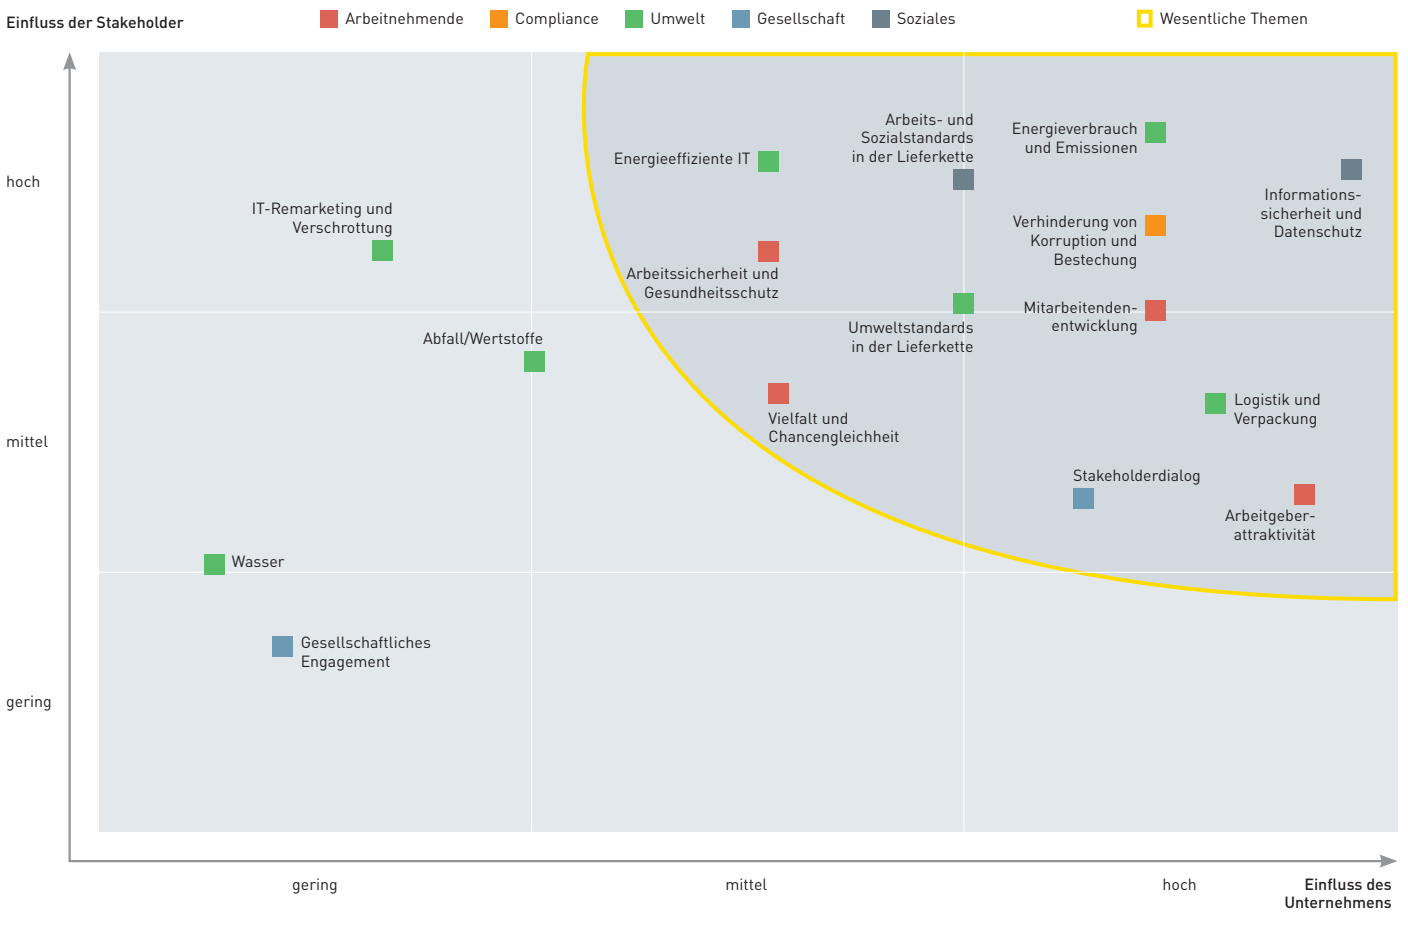 Einfluss der Stakeholder
Arbeitnehmende
Compliance
Umwelt
Gesellschaft
Soziales
Wesentliche Themen
hoch
mittel
gering
Arbeits- und
Sozialstandards
in der Lieferkette
Energieverbrauch
und Emissionen
Energieeffiziente IT
Informations-
sicherheit und
Datenschutz
IT-Remarketing und
Verschrottung
Verhinderung von
Korruption und
Bestechung
Arbeitssicherheit und
Gesundheitsschutz
Mitarbeitenden-
entwicklung
Umweltstandards
in der Lieferkette
Abfall/Wertstoffe
Logistik und
Verpackung
Vielfalt und
Chancengleichheit
Stakeholderdialog
Arbeitgeber-
attraktivität
Wasser
Gesellschaftliches
Engagement
gering
mittel
hoch
Einfluss des
Unternehmens